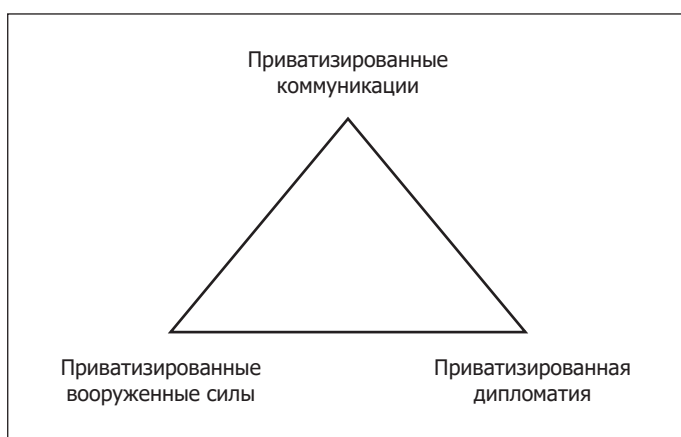 Приватизированные
коммуникации
Приватизированные
вооруженные силы
Приватизированная
дипломатия